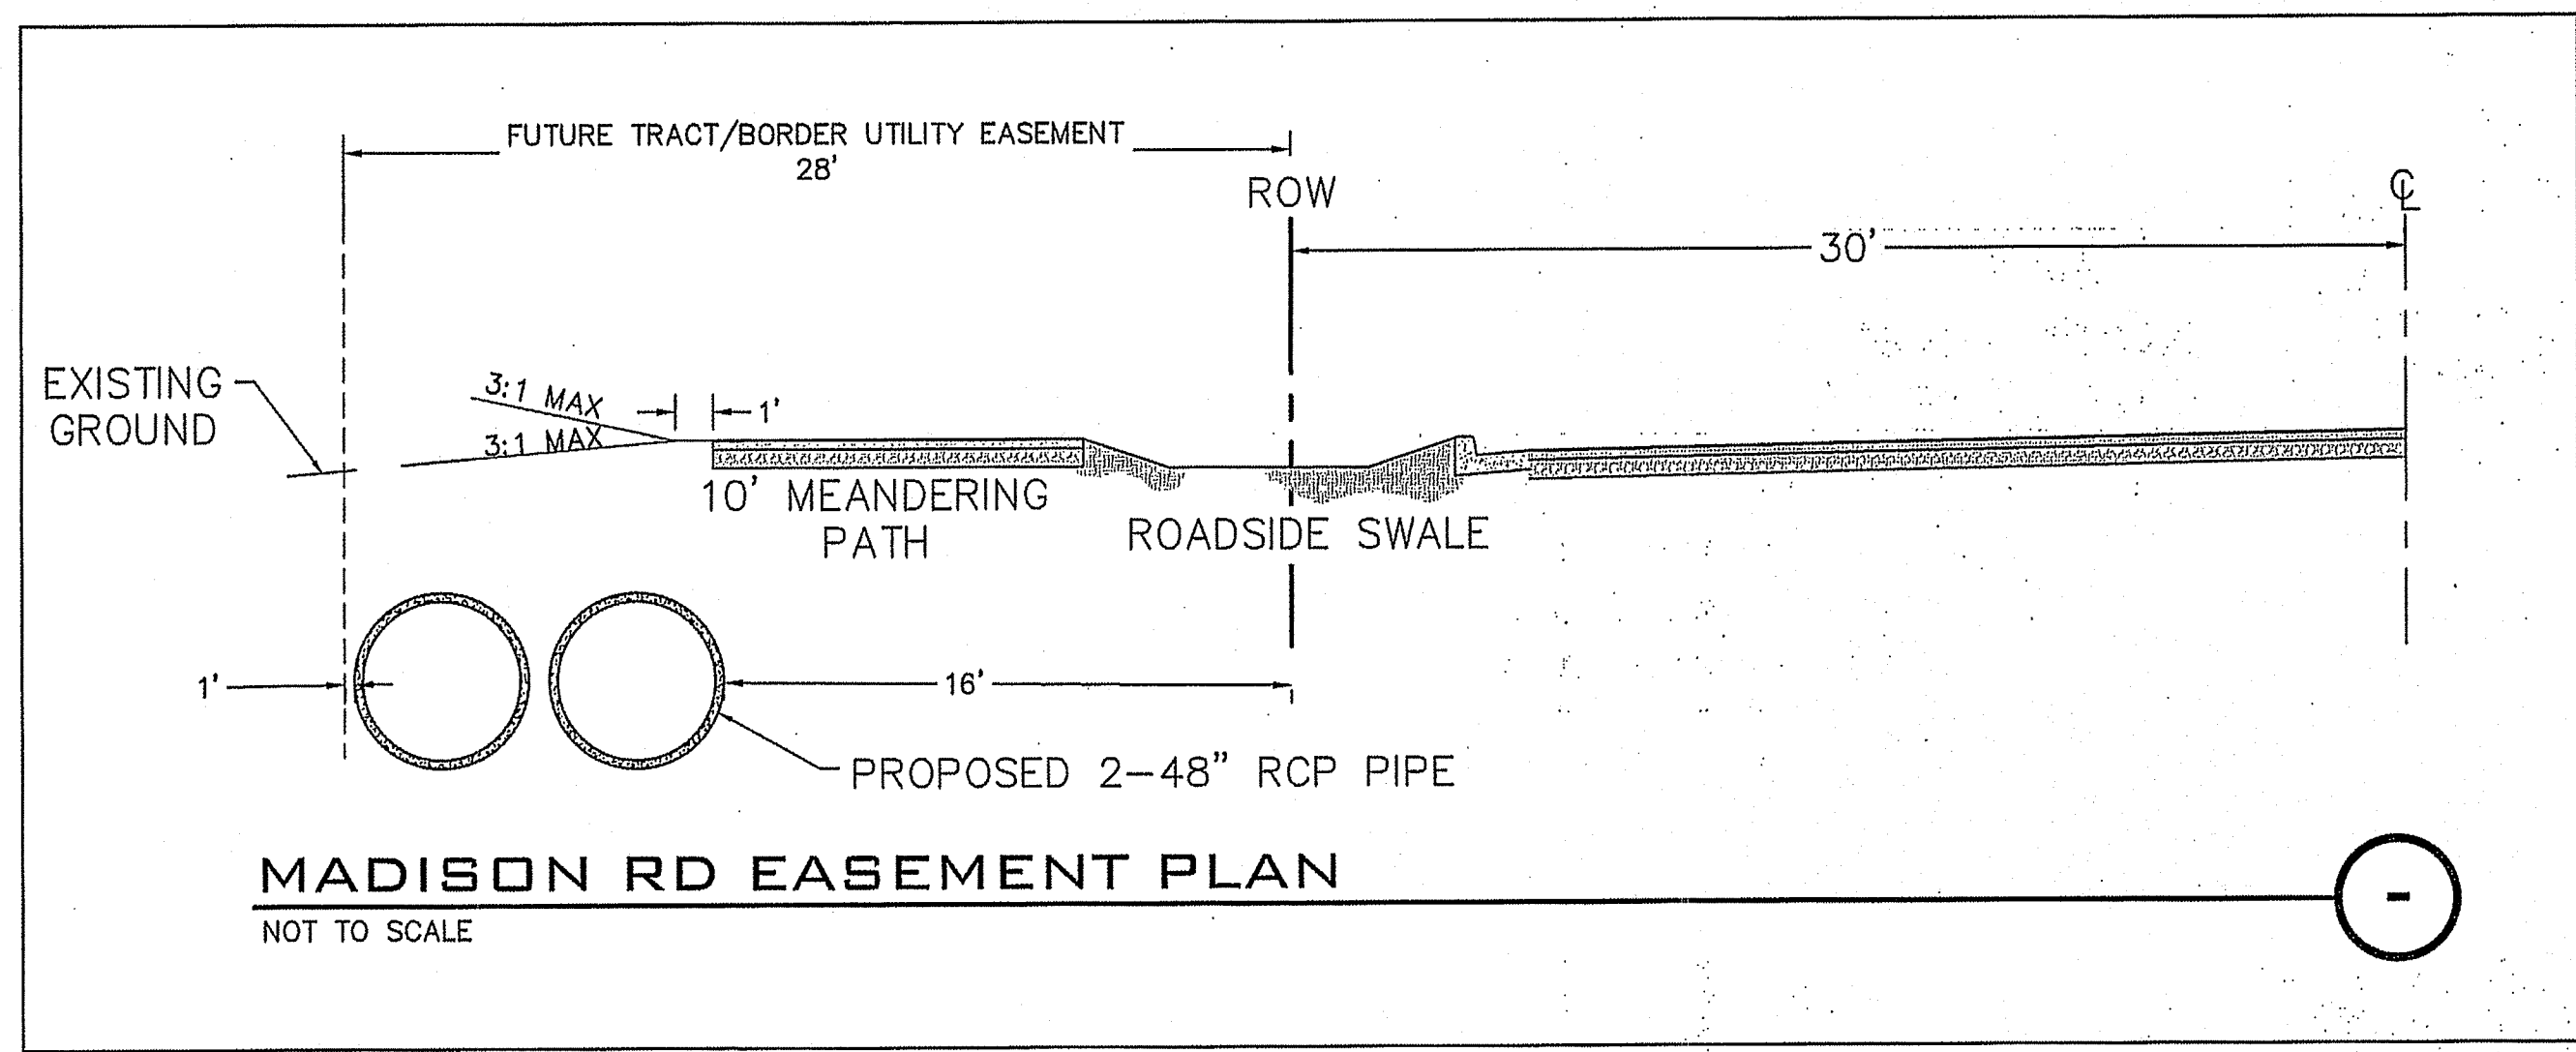 FUTURE TRACT/BORDER UTILITY EASEMENT
28'
ROW
℄
30'
EXISTING
GROUND
3:1 MAX
1'
3:1 MAX
10' MEANDERING
PATH
ROADSIDE SWALE
1'
16'
PROPOSED 2-48" RCP PIPE
MADISON RD EASEMENT PLAN
NOT TO SCALE
-